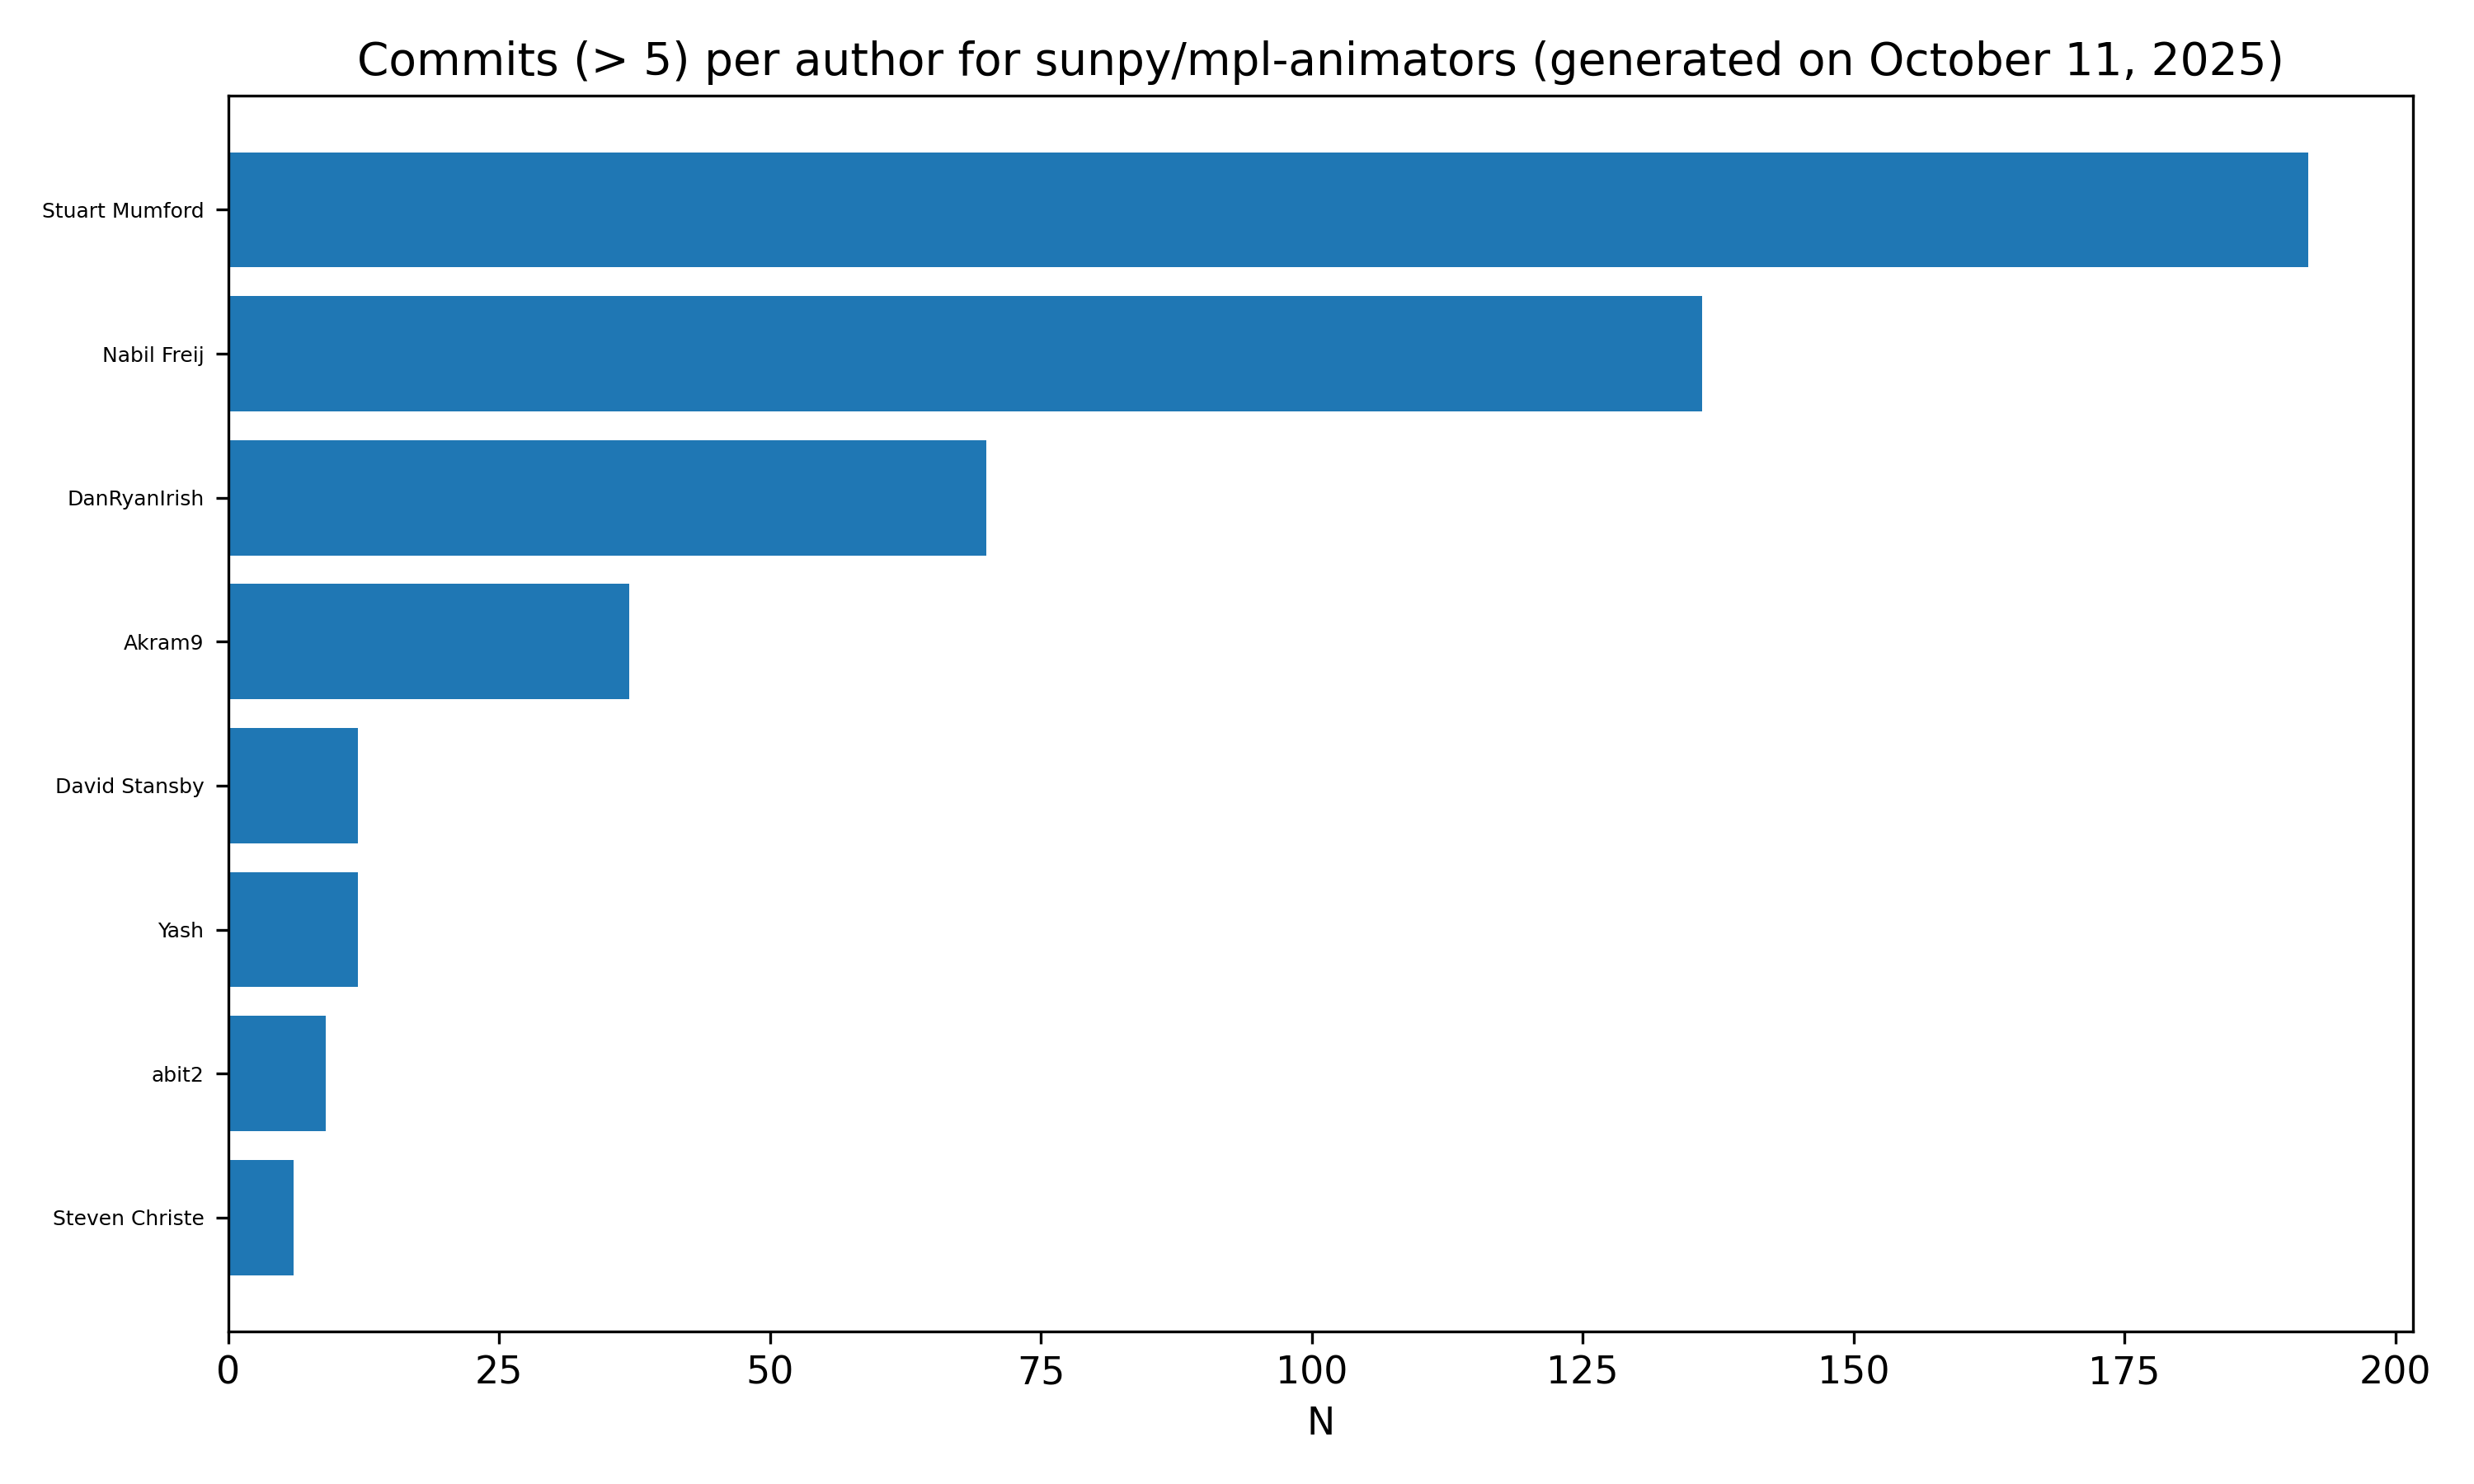 Commits (> 5) per author for sunpy/mpl-animators (generated on October 11, 2025)
Stuart Mumford
Nabil Freij
DanRyanIrish
Akram9
David Stansby
Yash
abit2
Steven Christe
0 25 50 75 100 125 150 175 200
N